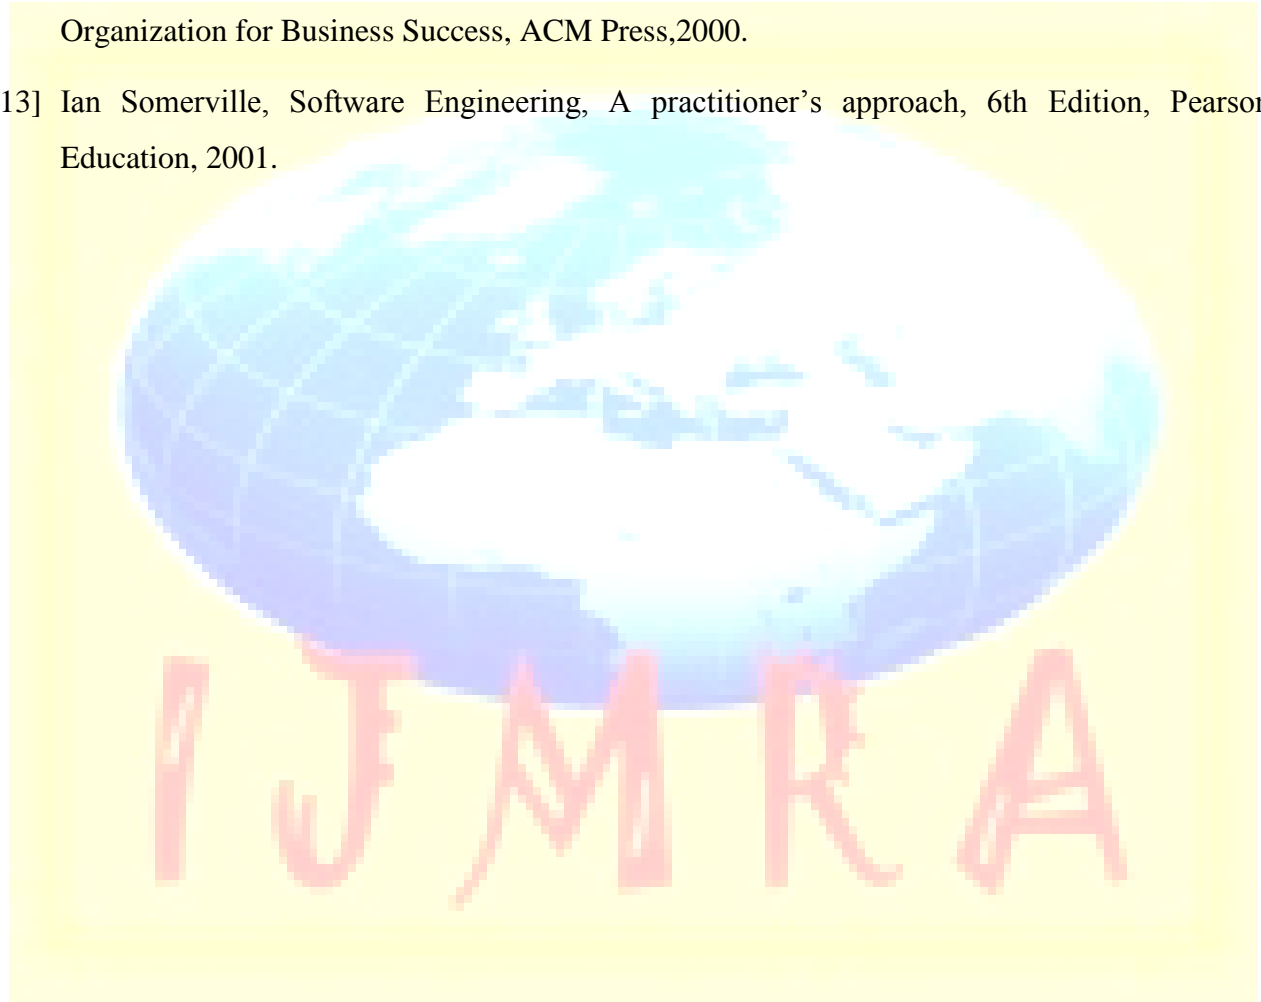 Organization for Business Success, ACM Press,2000.
13] Ian Somerville, Software Engineering, A practitioner’s approach, 6th Edition, Pearson
Education, 2001.
IJMRA